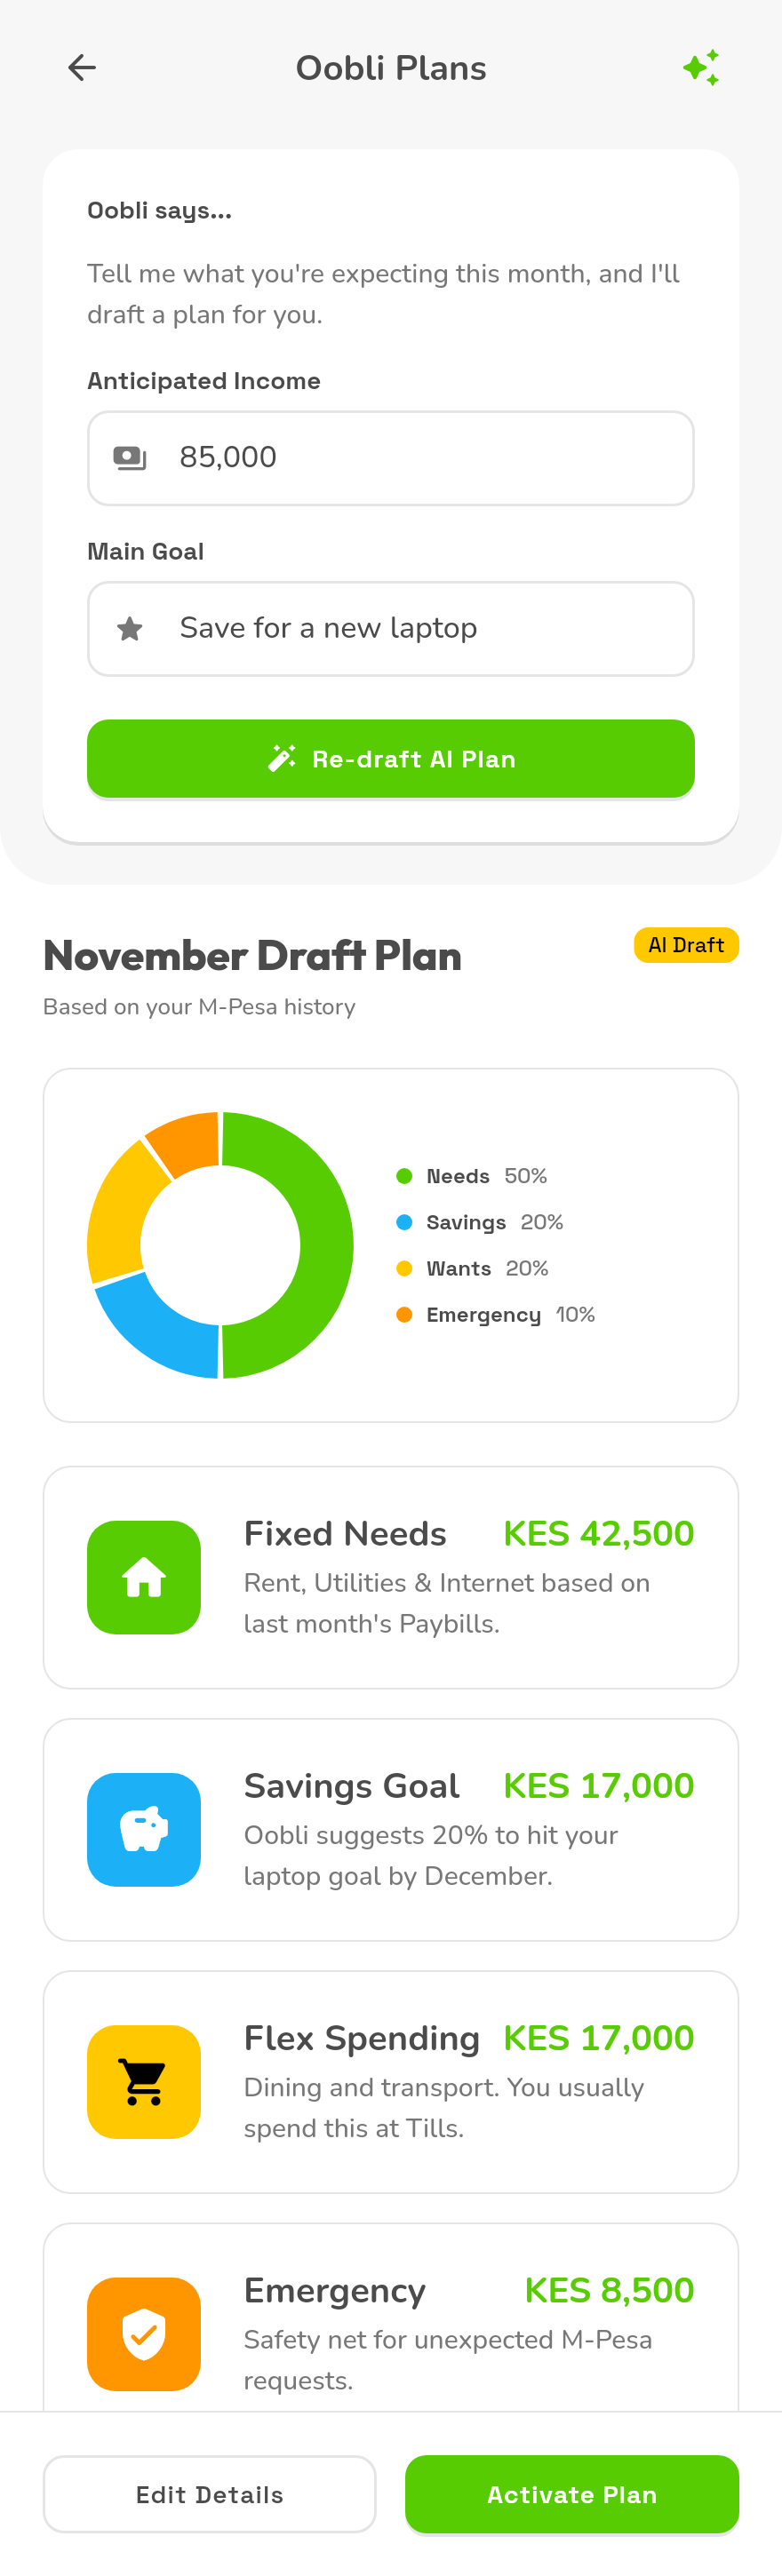 Oobli Plans
Oobli says...
Tell me what you're expecting this month, and I'll
draft a plan for you.
Anticipated Income
85,000
Main Goal
Save for a new laptop
Re-draft AI Plan
November Draft Plan
AI Draft
Based on your M-Pesa history
Needs 50%
Savings 20%
Wants 20%
Emergency 10%
Fixed Needs KES 42,500
Rent, Utilities & Internet based on
last month's Paybills.
Savings Goal KES 17,000
Oobli suggests 20% to hit your
laptop goal by December.
Flex Spending KES 17,000
Dining and transport. You usually
spend this at Tills.
Emergency KES 8,500
Safety net for unexpected M-Pesa
requests.
Edit Details
Activate Plan